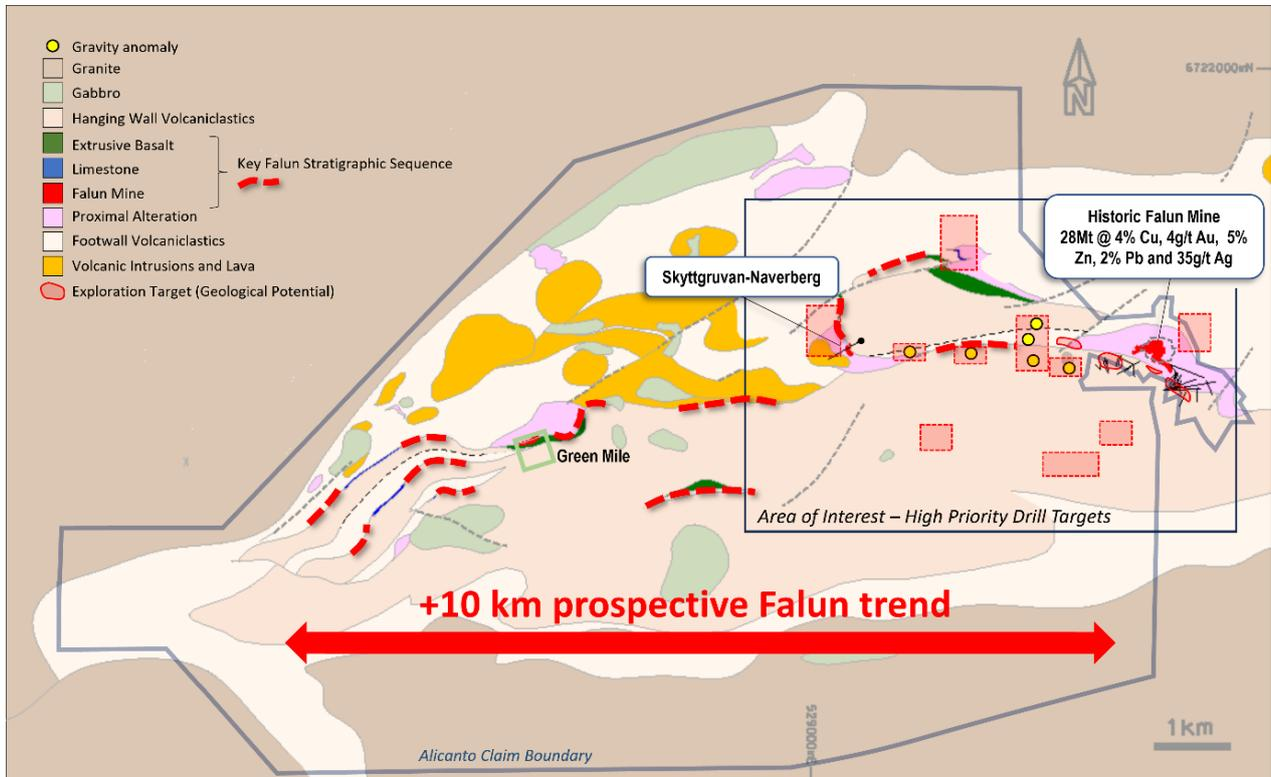 Gravity anomaly
Granite
Gabbro
Hanging Wall Volcaniclastics
Extrusive Basalt
Limestone
Falun Mine
Key Falun Stratigraphic Sequence
Proximal Alteration
Footwall Volcaniclastics
Volcanic Intrusions and Lava
Exploration Target (Geological Potential)
N
6722000mN
Historic Falun Mine
28Mt @ 4% Cu, 4g/t Au, 5%
Zn, 2% Pb and 35g/t Ag
Skyttgruvan-Naverberg
Green Mile
Area of Interest – High Priority Drill Targets
+10 km prospective Falun trend
Alicanto Claim Boundary
1km